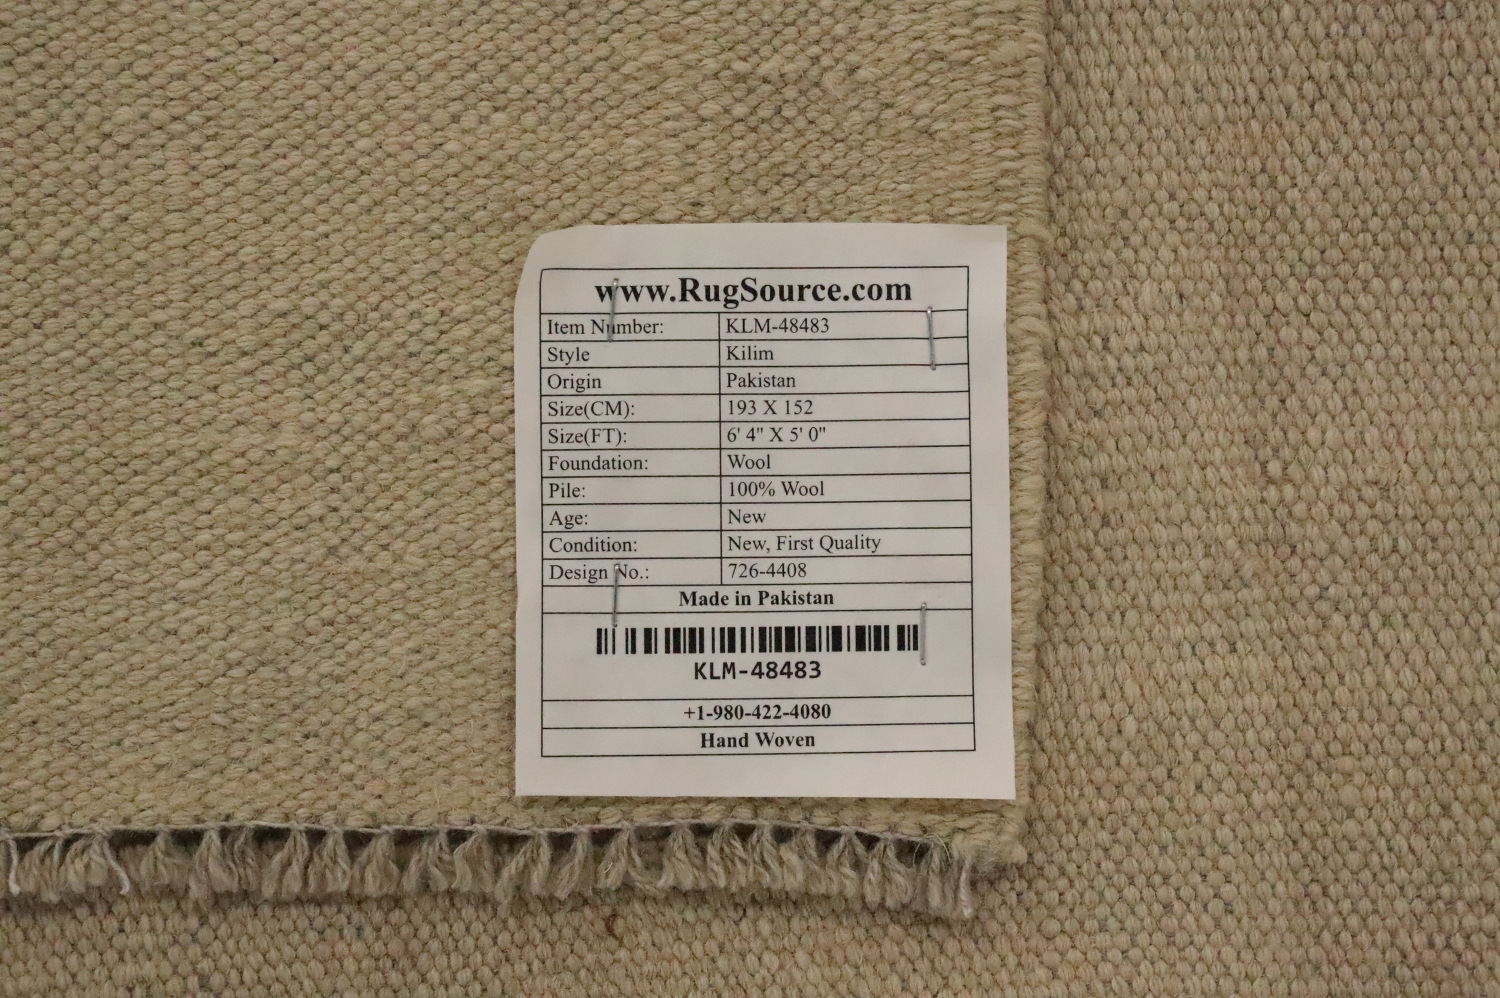 www.RugSource.com
Item Number: KLM-48483
Style Kilim
Origin Pakistan
Size(CM): 193 X 152
Size(FT): 6' 4" X 5' 0"
Foundation: Wool
Pile: 100% Wool
Age: New
Condition: New, First Quality
Design No.: 726-4408
Made in Pakistan
KLM-48483
+1-980-422-4080
Hand Woven